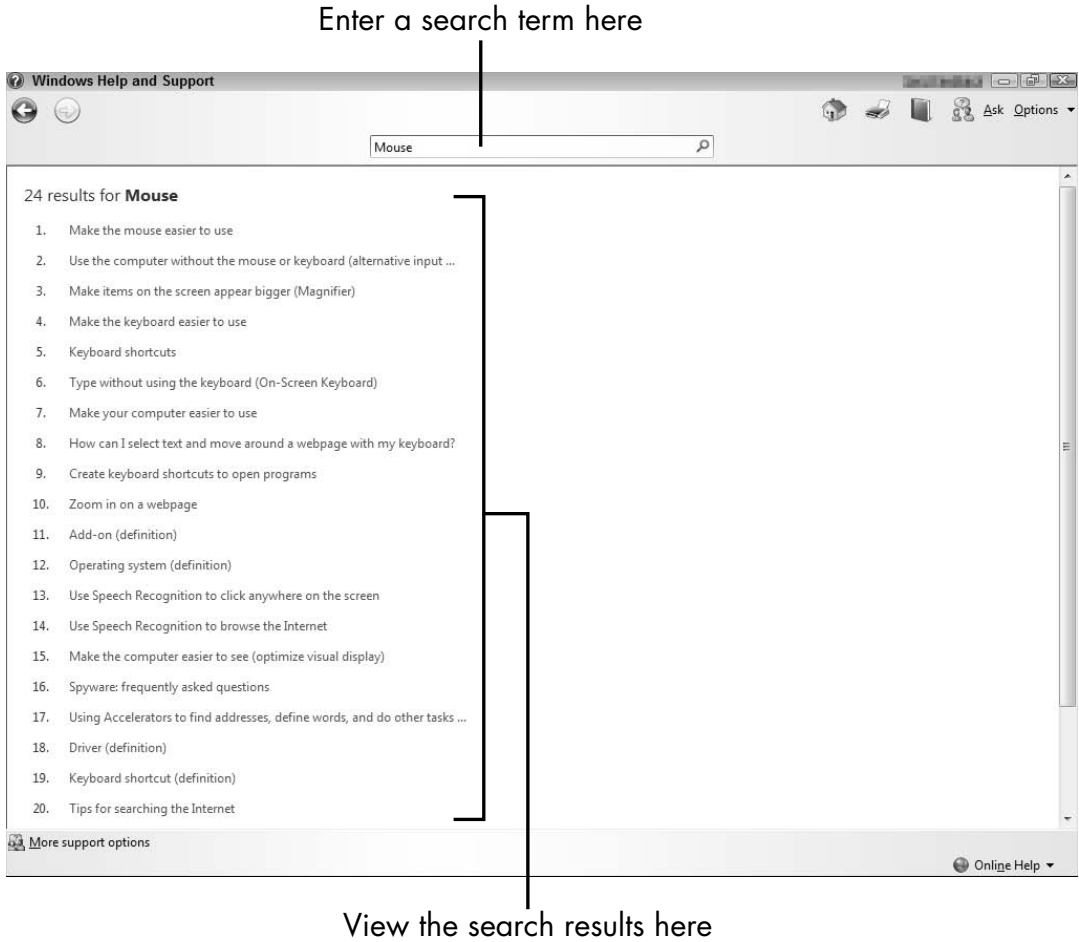 Enter a search term here
Windows Help and Support
Ask Options
Mouse
24 results for Mouse
1. Make the mouse easier to use
2. Use the computer without the mouse or keyboard (alternative input ...
3. Make items on the screen appear bigger (Magnifier)
4. Make the keyboard easier to use
5. Keyboard shortcuts
6. Type without using the keyboard (On-Screen Keyboard)
7. Make your computer easier to use
8. How can I select text and move around a webpage with my keyboard?
9. Create keyboard shortcuts to open programs
10. Zoom in on a webpage
11. Add-on (definition)
12. Operating system (definition)
13. Use Speech Recognition to click anywhere on the screen
14. Use Speech Recognition to browse the Internet
15. Make the computer easier to see (optimize visual display)
16. Spyware: frequently asked questions
17. Using Accelerators to find addresses, define words, and do other tasks ...
18. Driver (definition)
19. Keyboard shortcut (definition)
20. Tips for searching the Internet
More support options
Online Help
View the search results here